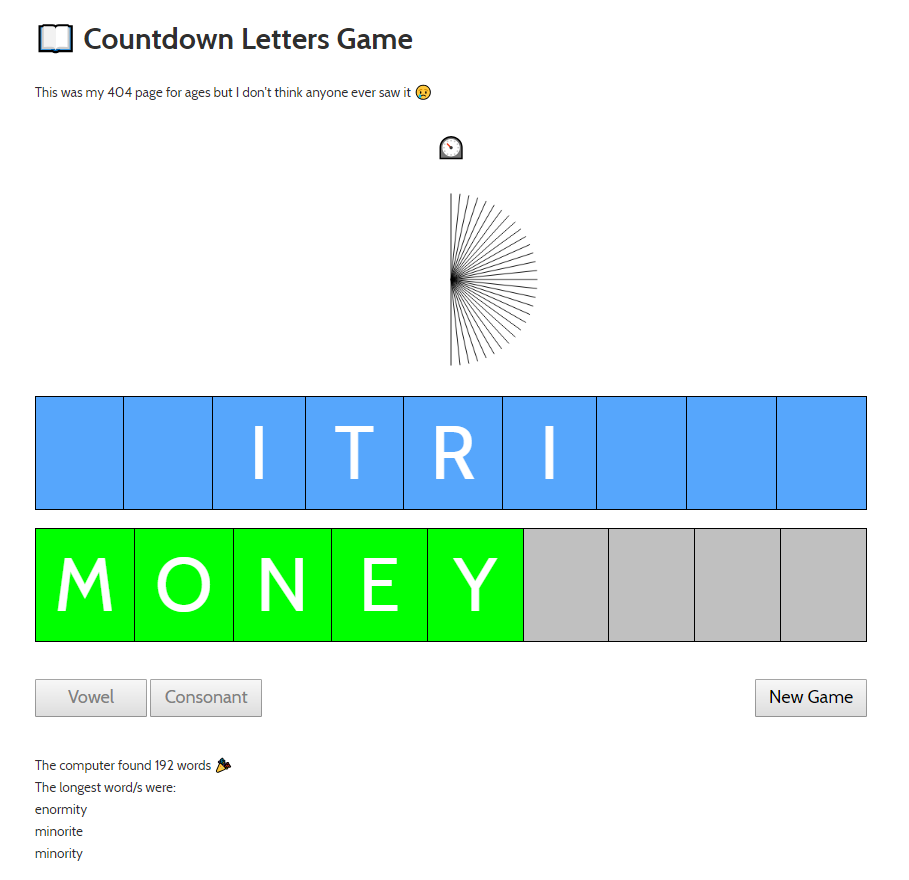 Countdown Letters Game
This was my 404 page for ages but I don't think anyone ever saw it
I T R I
M O N E Y
Vowel Consonant New Game
The computer found 192 words
The longest word/s were:
enormity
minorite
minority